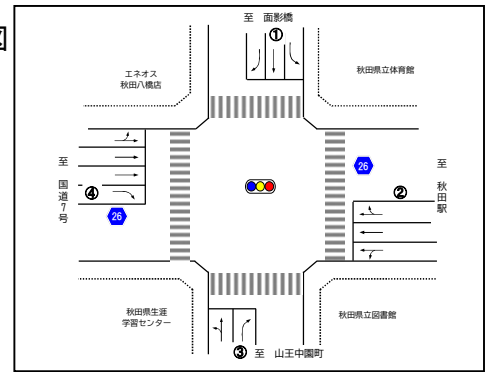 図
至 面影橋
①
エネオス
秋田八橋店
秋田県立体育館
至 国道7号
④
26
26
②
至 秋田駅
秋田県生涯
学習センター
秋田県立図書館
③ 至 山王中園町